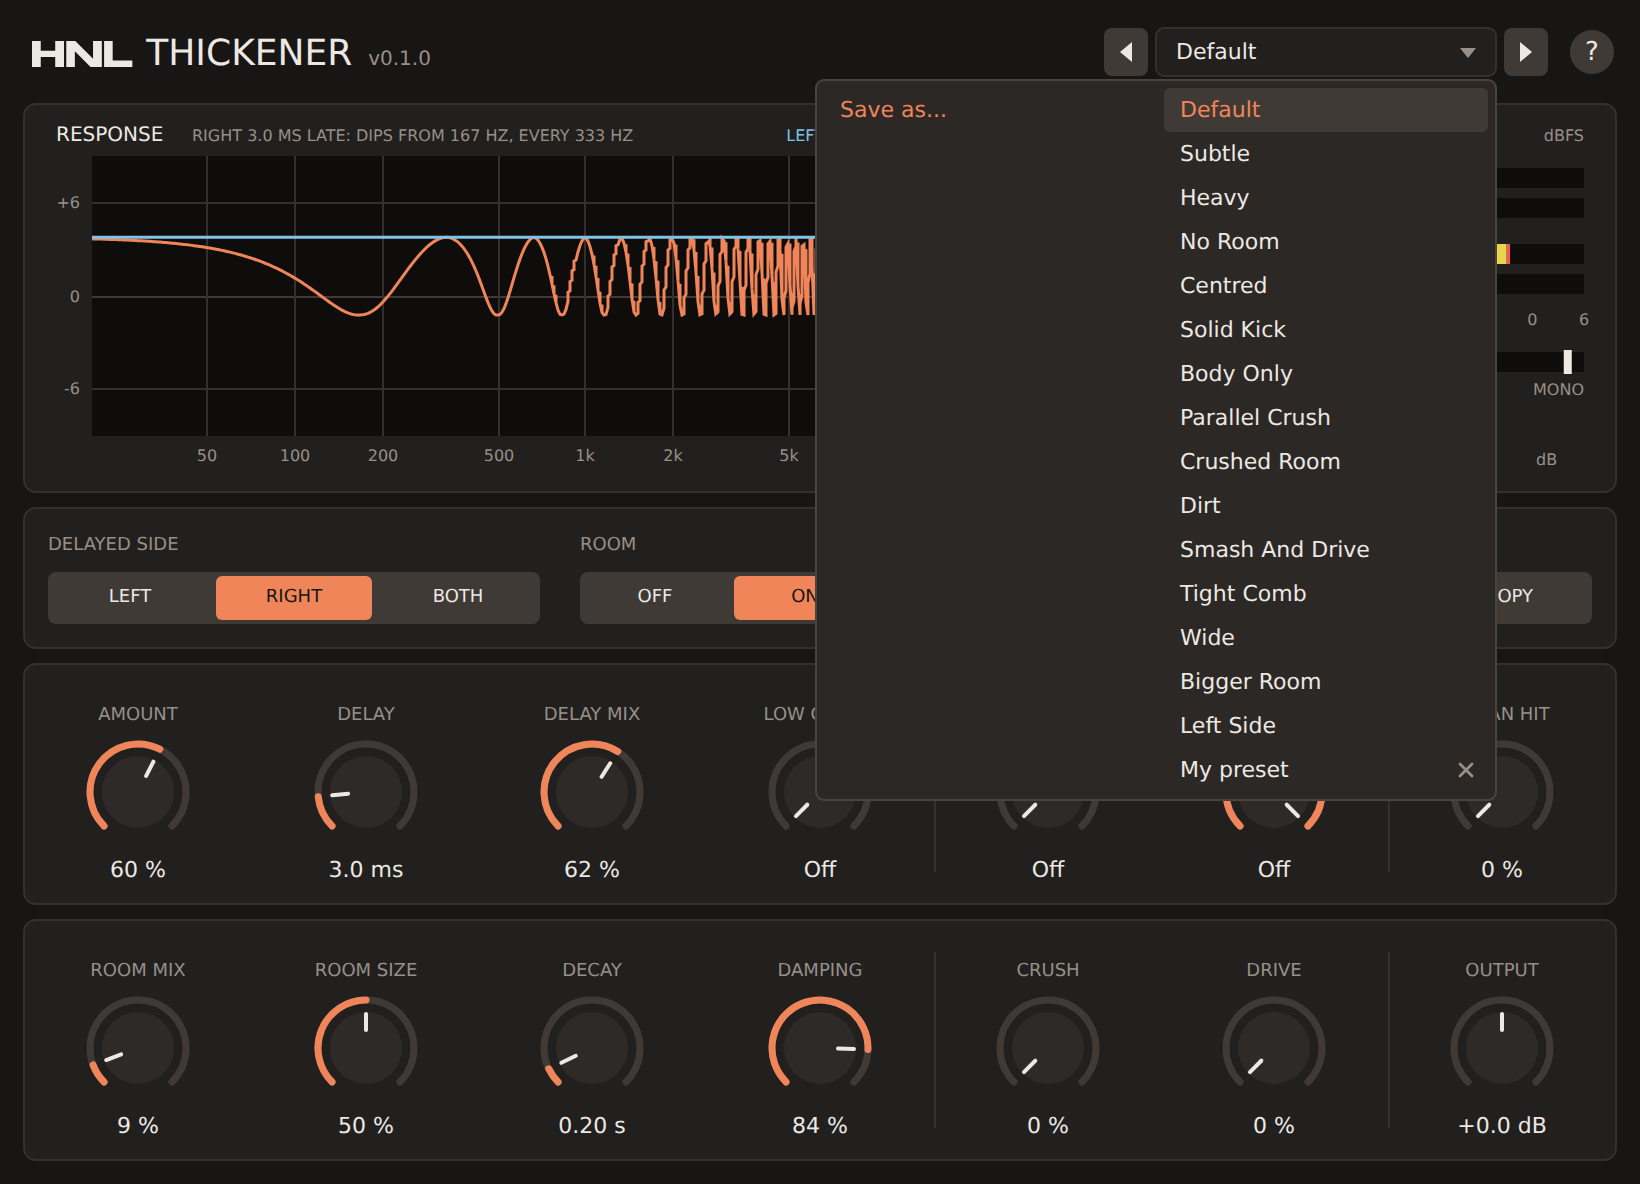 HNL THICKENER v0.1.0
Default
?
Save as...
Default
Subtle
Heavy
No Room
Centred
Solid Kick
Body Only
Parallel Crush
Crushed Room
Dirt
Smash And Drive
Tight Comb
Wide
Bigger Room
Left Side
My preset
RESPONSE RIGHT 3.0 MS LATE: DIPS FROM 167 HZ, EVERY 333 HZ
dBFS
+6
0
-6
50 100 200 500 1k 2k 5k
0 6
MONO
dB
DELAYED SIDE ROOM
LEFT RIGHT BOTH OFF ON
AMOUNT DELAY DELAY MIX LOW HIT
60 % 3.0 ms 62 % Off Off Off 0 %
ROOM MIX ROOM SIZE DECAY DAMPING CRUSH DRIVE OUTPUT
9 % 50 % 0.20 s 84 % 0 % 0 % +0.0 dB